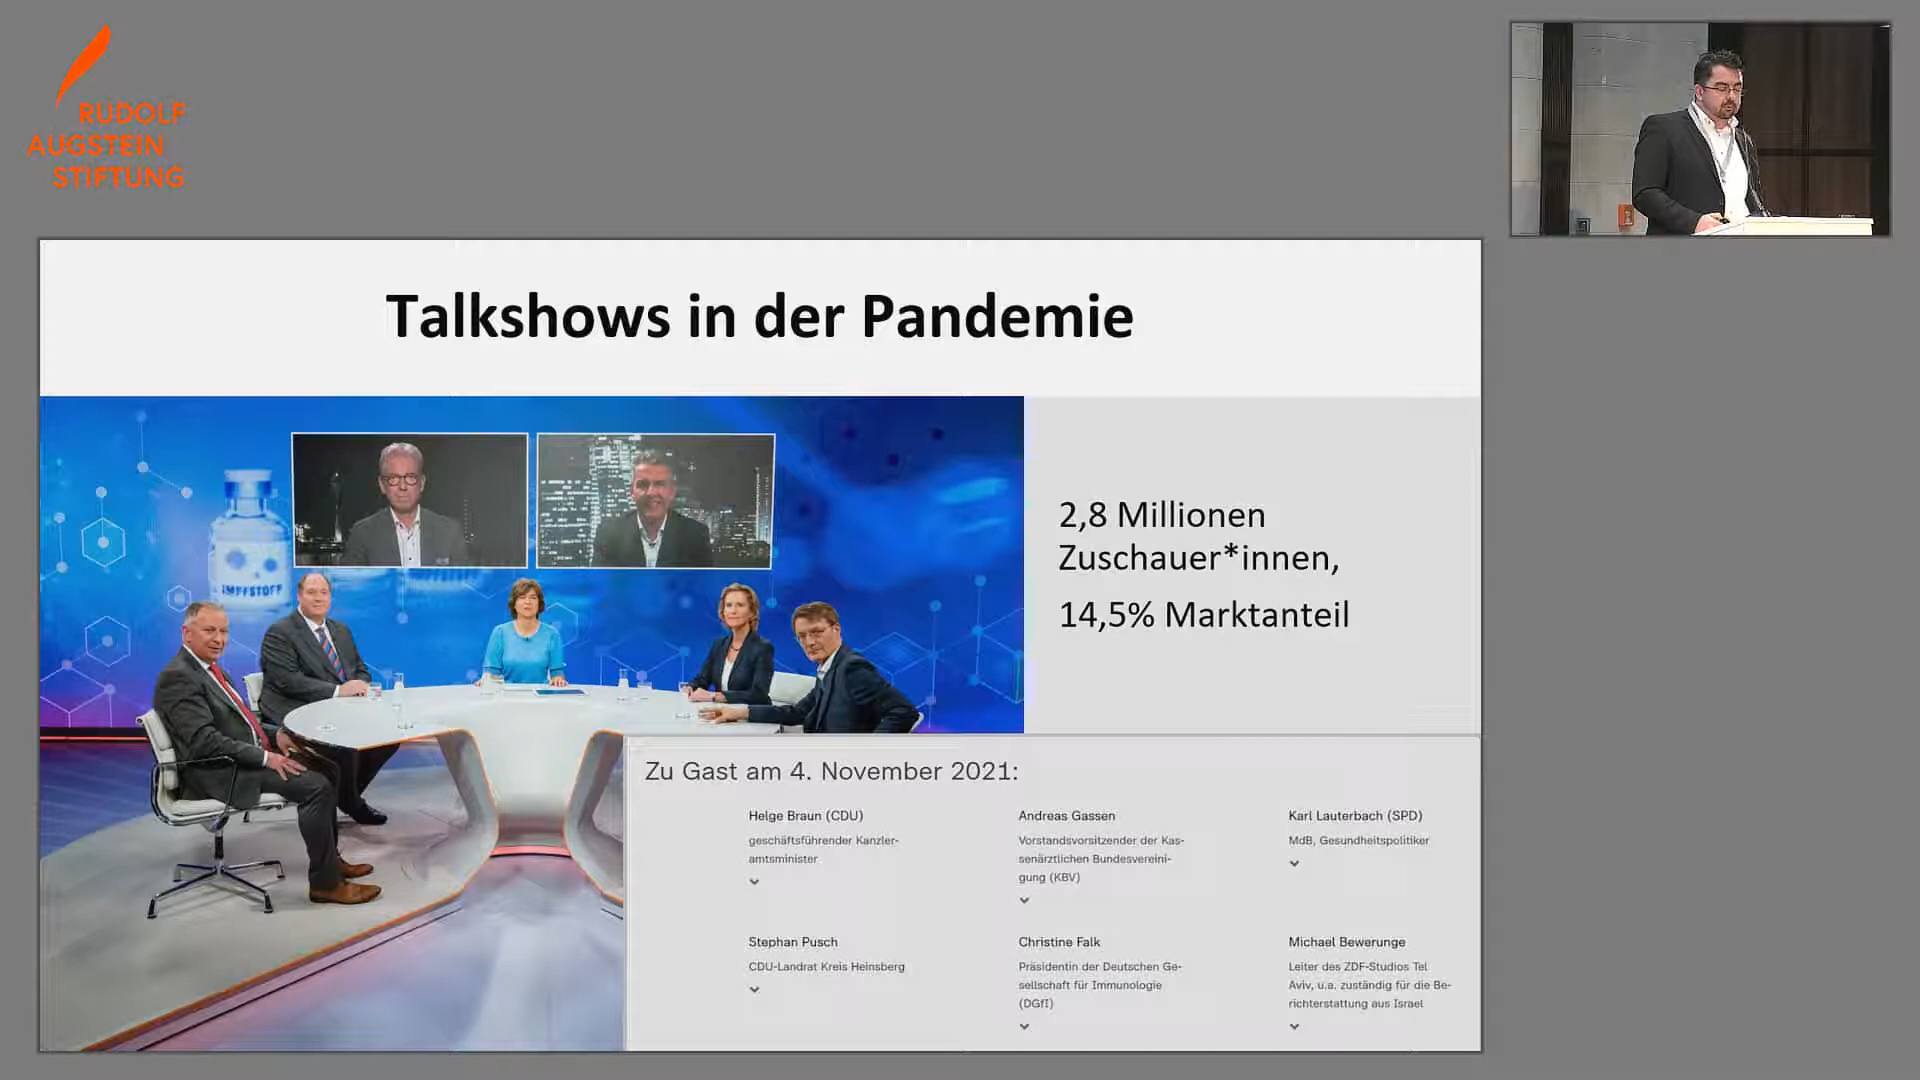 RUDOLF
AUGSTEIN
STIFTUNG
Talkshows in der Pandemie
IMPFSTOFF
2,8 Millionen
Zuschauer*innen,
14,5% Marktanteil
Zu Gast am 4. November 2021:
Helge Braun (CDU)
geschäftsführender Kanzler-
amtsminister
Andreas Gassen
Vorstandsvorsitzender der Kas-
senärztlichen Bundesvereini-
gung (KBV)
Karl Lauterbach (SPD)
MdB, Gesundheitspolitiker
Stephan Pusch
CDU-Landrat Kreis Heinsberg
Christine Falk
Präsidentin der Deutschen Ge-
sellschaft für Immunologie
(DGfI)
Michael Bewerunge
Leiter des ZDF-Studios Tel
Aviv, u.a. zuständig für die Be-
richterstattung aus Israel